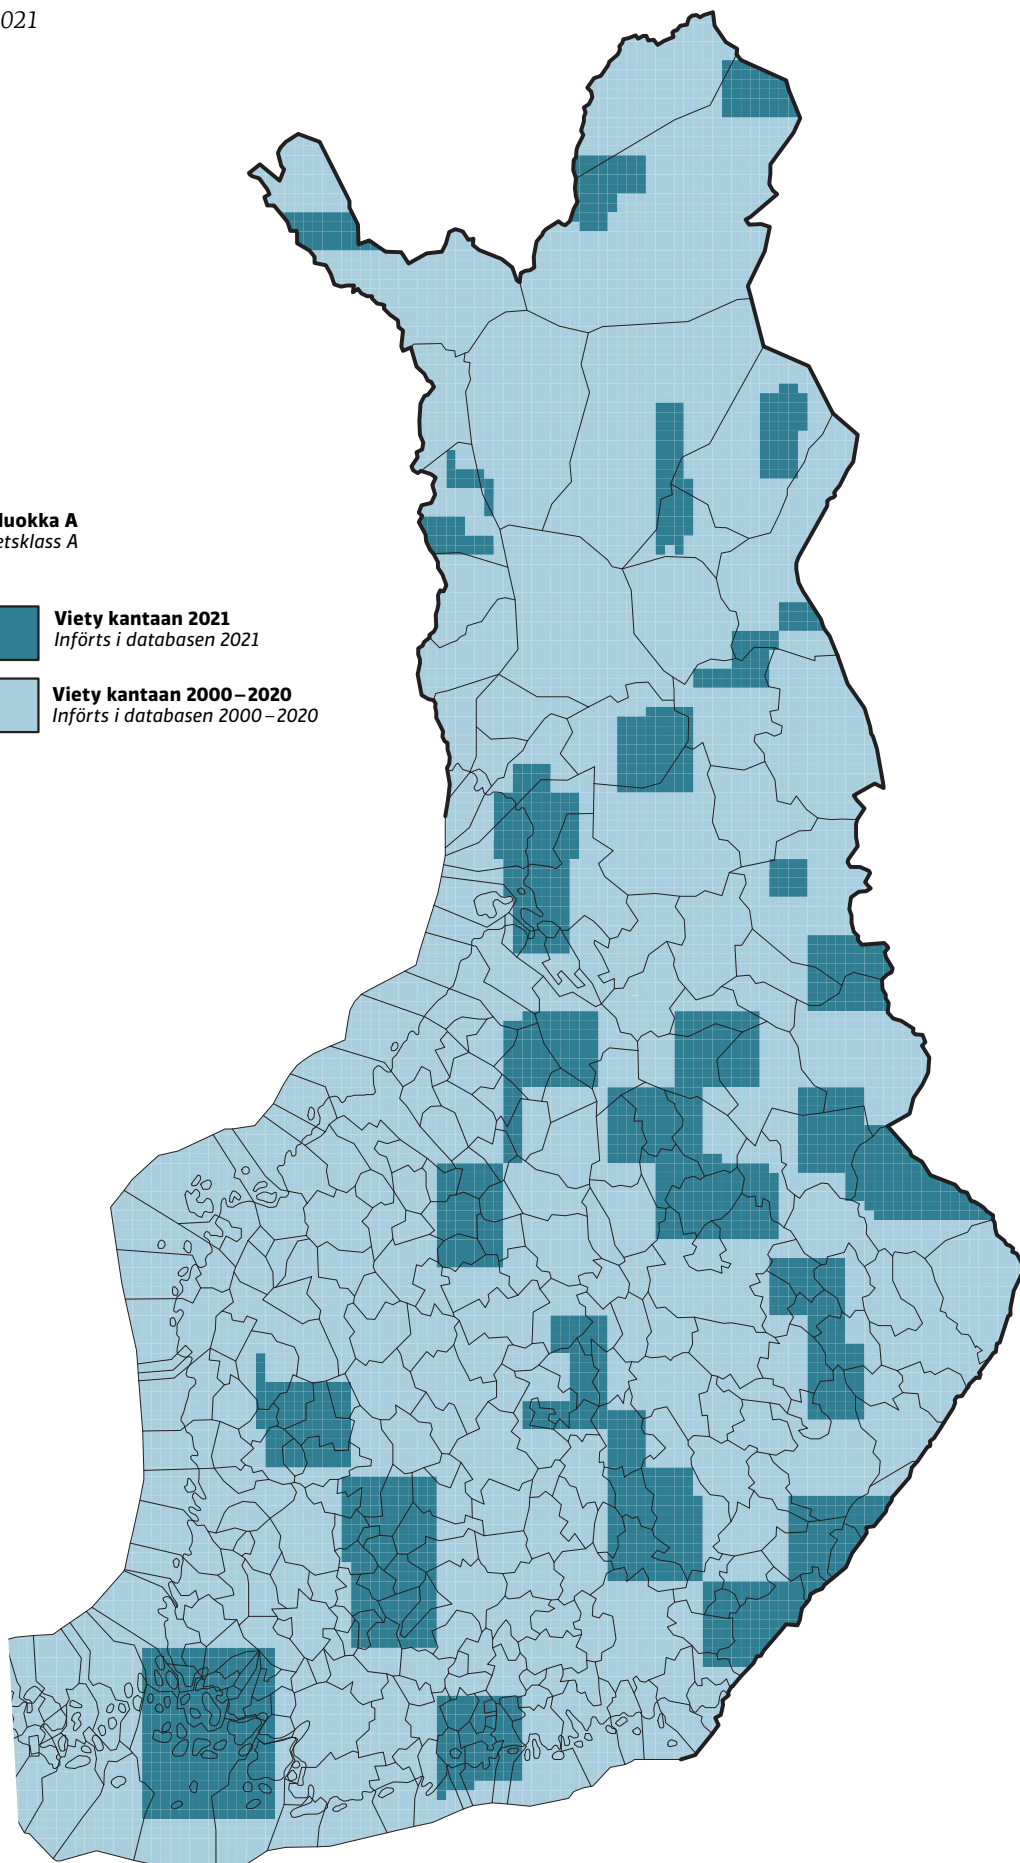 021
luokka A
etsklass A
Viety kantaan 2021
Införts i databasen 2021
Viety kantaan 2000–2020
Införts i databasen 2000–2020